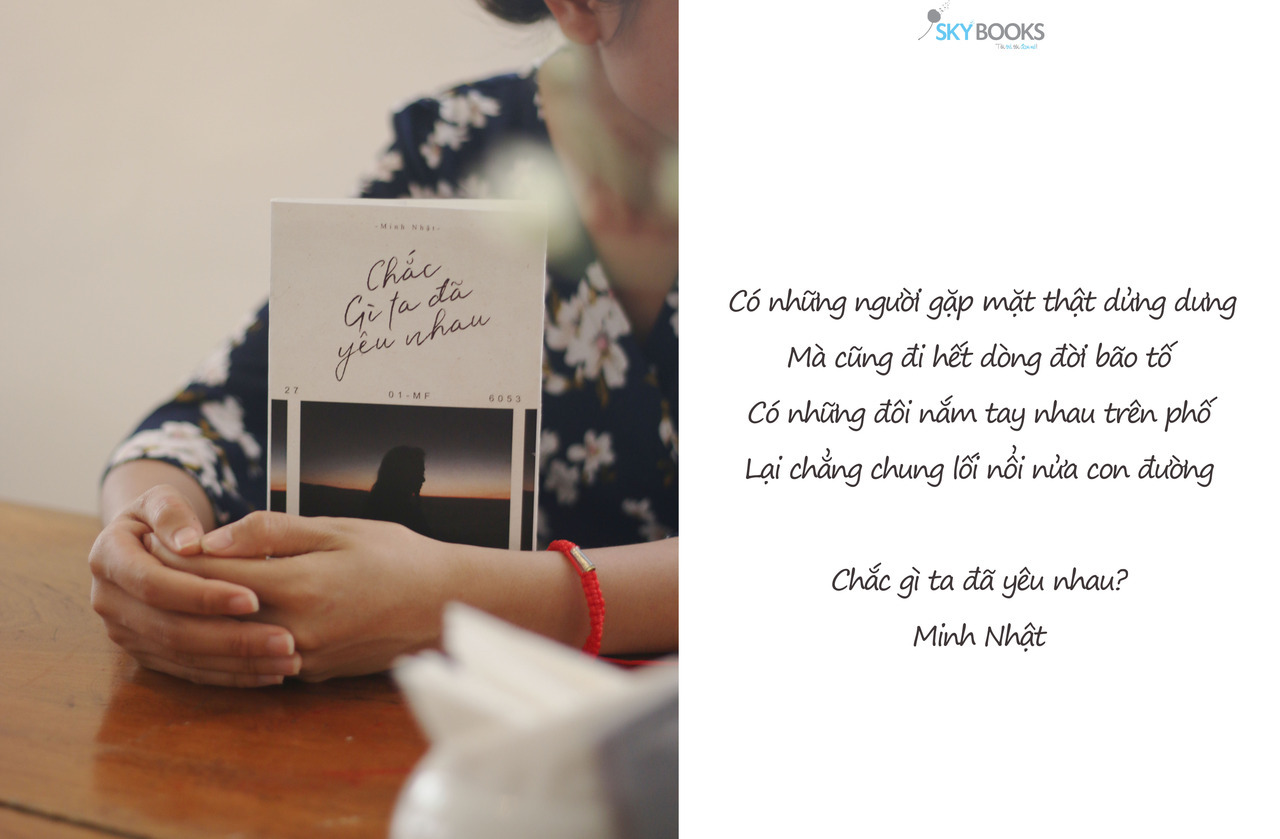 -Minh Nhật-
Chắc
Gì ta đã
yêu nhau
27 01-MF 6053
SKYBOOKS
Có những người gặp mặt thật dửng dưng
Mà cũng đi hết dòng đời bão tố
Có những đôi nắm tay nhau trên phố
Lại chẳng chung lối nổi nửa con đường
Chắc gì ta đã yêu nhau?
Minh Nhật